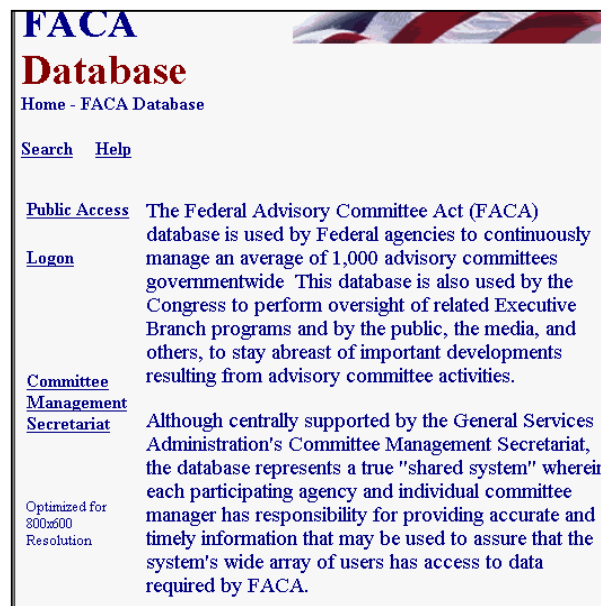 FACA
Database
Home - FACA Database
Search Help
Public Access
Logon
Committee
Management
Secretariat
Optimized for
800x600
Resolution
The Federal Advisory Committee Act (FACA)
database is used by Federal agencies to continuously
manage an average of 1,000 advisory committees
governmentwide This database is also used by the
Congress to perform oversight of related Executive
Branch programs and by the public, the media, and
others, to stay abreast of important developments
resulting from advisory committee activities.
Although centrally supported by the General Services
Administration's Committee Management Secretariat,
the database represents a true "shared system" wherein
each participating agency and individual committee
manager has responsibility for providing accurate and
timely information that may be used to assure that the
system's wide array of users has access to data
required by FACA.